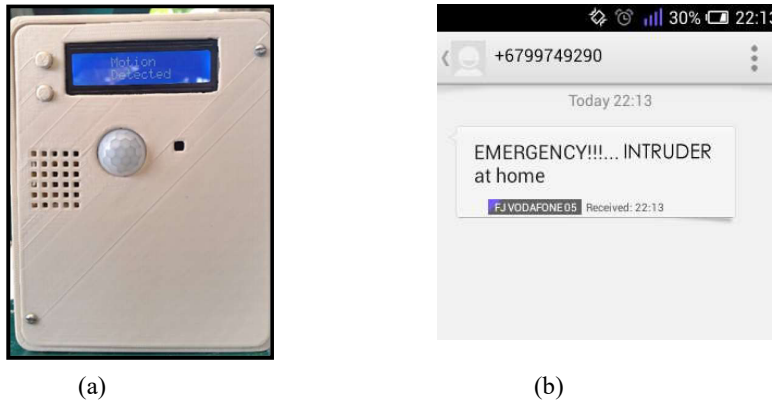 Motion
Detected
30% 22:13
+6799749290
Today 22:13
EMERGENCY!!!... INTRUDER
at home
FJ VODAFONE 05 Received: 22:13
(a)
(b)